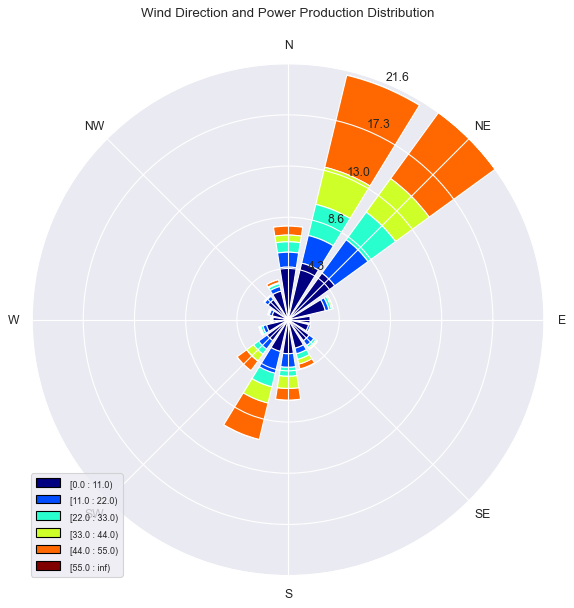 Wind Direction and Power Production Distribution
N
21.6
NW
NE
17.3
13.0
8.6
4.3
W
E
[0.0 : 11.0)
[11.0 : 22.0)
[22.0 : 33.0)
[33.0 : 44.0)
[44.0 : 55.0)
[55.0 : inf)
SW
SE
S